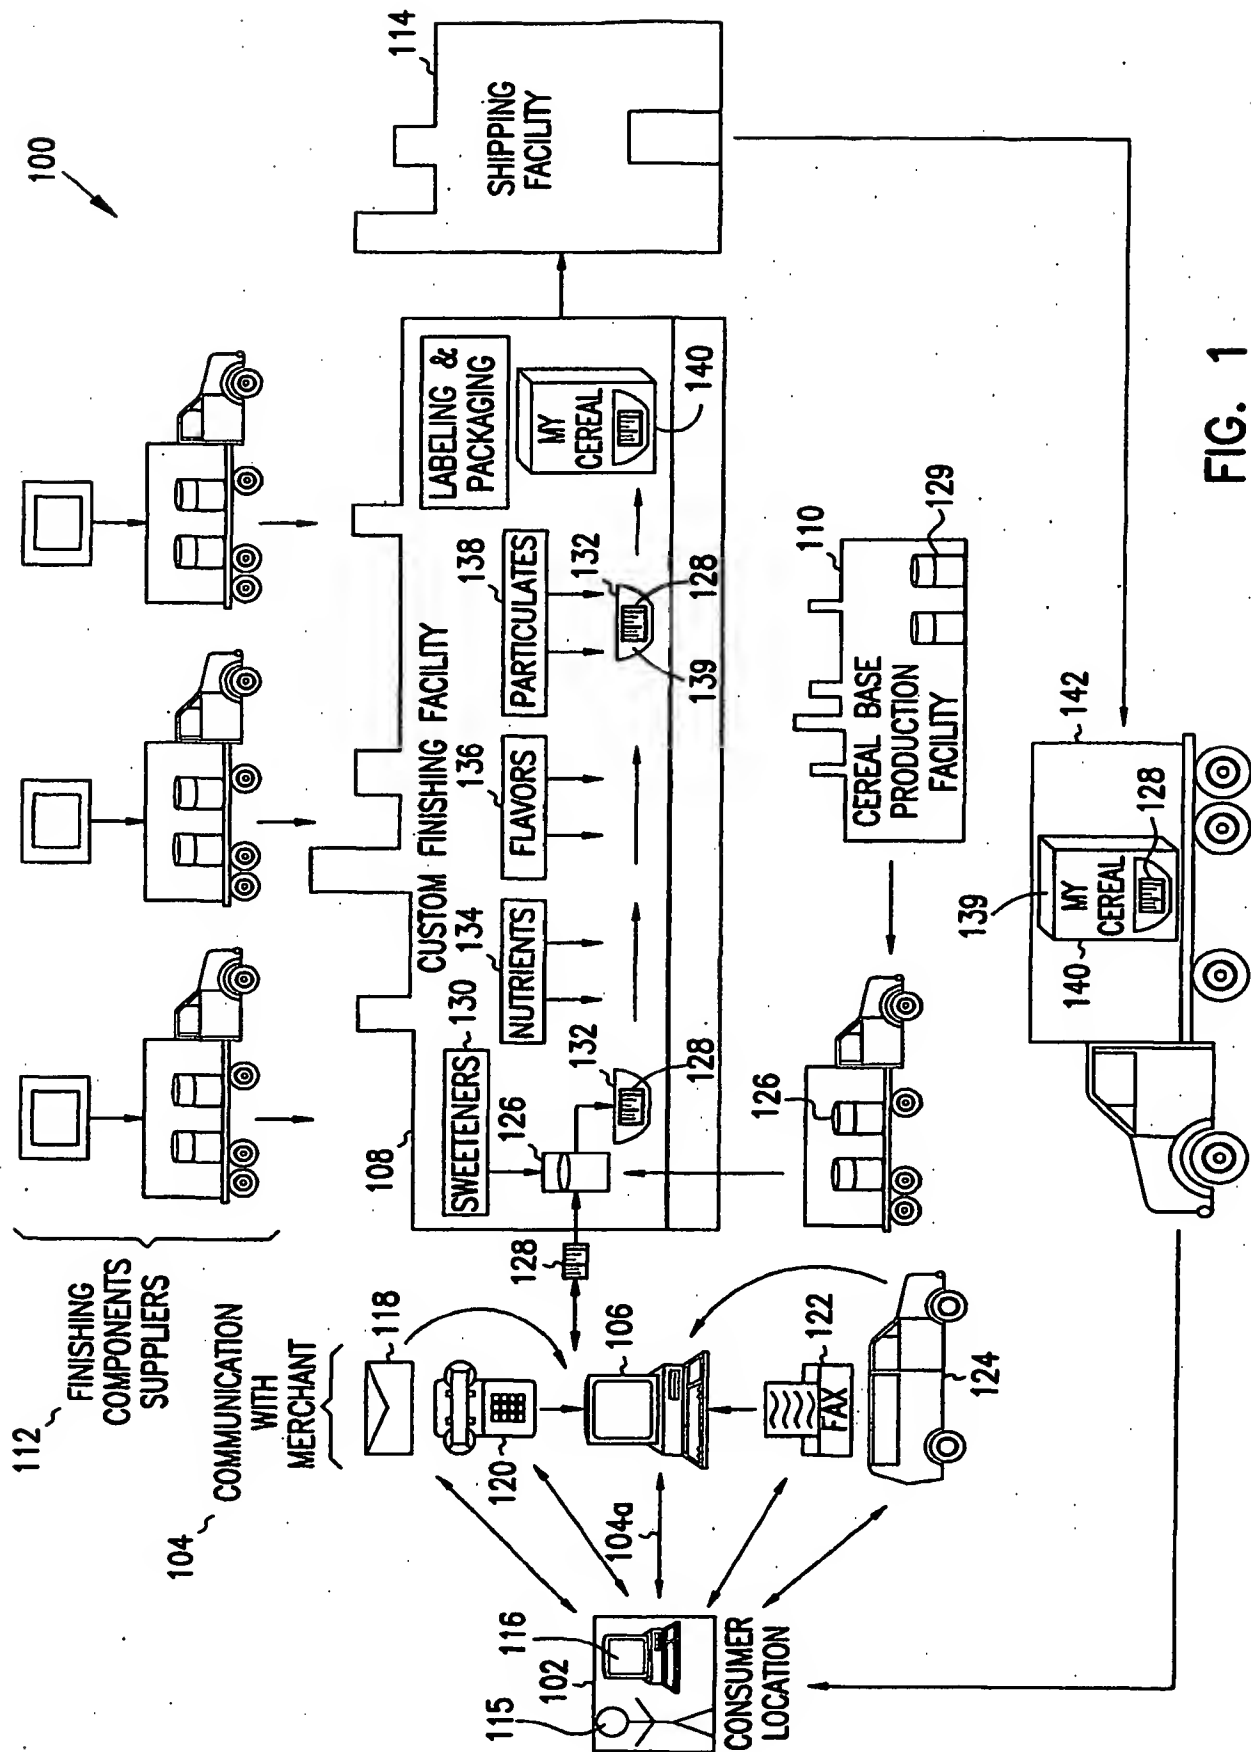 100
112
FINISHING
COMPONENTS
SUPPLIERS
104
COMMUNICATION
WITH
MERCHANT
118
120
106
122
FAX
124
104a
115
102
116
CONSUMER
LOCATION
128
108
CUSTOM FINISHING FACILITY
SWEETENERS
130
126
132
128
NUTRIENTS
134
FLAVORS
136
PARTICULATES
138
132
128
139
LABELING &
PACKAGING
MY
CEREAL
140
114
SHIPPING
FACILITY
110
CEREAL BASE
PRODUCTION
FACILITY
129
126
142
139
MY
CEREAL
128
140
FIG. 1